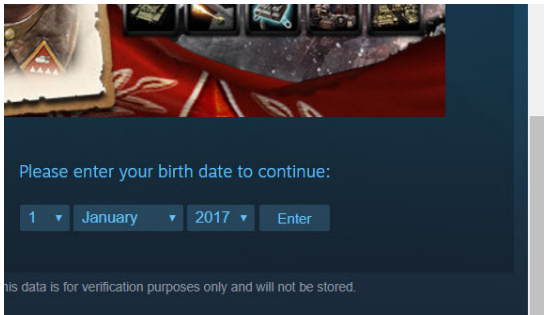 Please enter your birth date to continue:
1 January 2017 Enter
data is for verification purposes only and will not be stored.